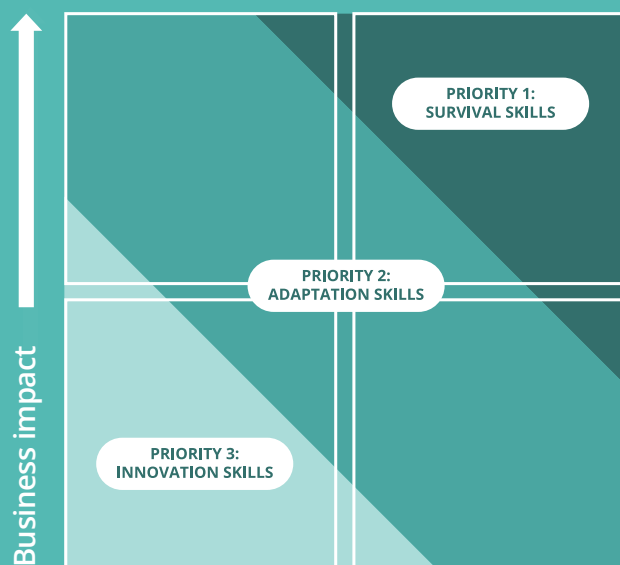 PRIORITY 1:
SURVIVAL SKILLS
PRIORITY 2:
ADAPTATION SKILLS
PRIORITY 3:
INNOVATION SKILLS
Business impact